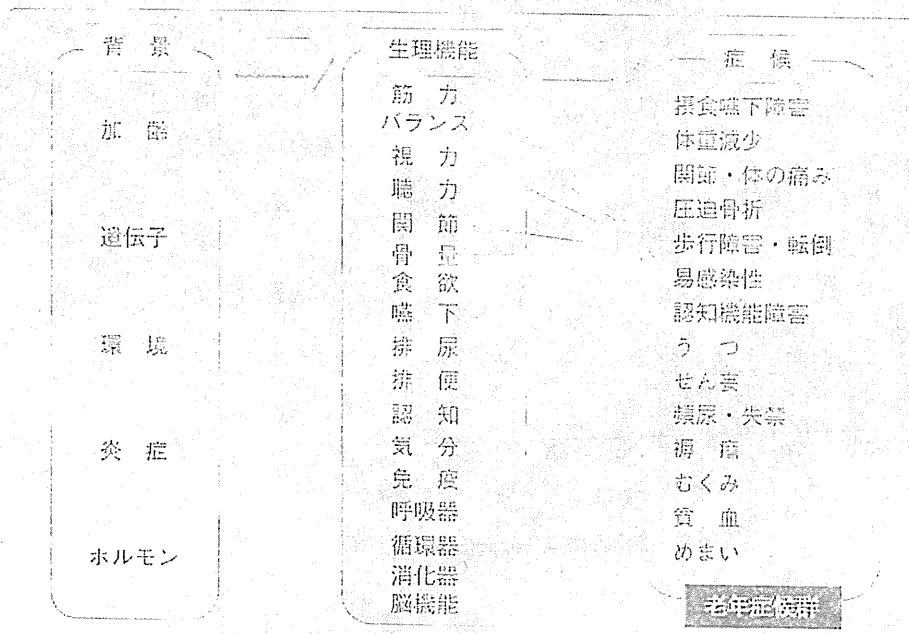 背景
加齢
遺伝子
環境
炎症
ホルモン
生理機能
筋力
バランス
視力
聴力
関節
骨量
食欲
嚥下
排尿
排便
認知
気分
免疫
呼吸器
循環器
消化器
脳機能
症候
摂食嚥下障害
体重減少
関節・体の痛み
圧迫骨折
歩行障害・転倒
易感染性
認知機能障害
うつ
せん妄
頻尿・失禁
褥瘡
むくみ
貧血
めまい
老年症候群